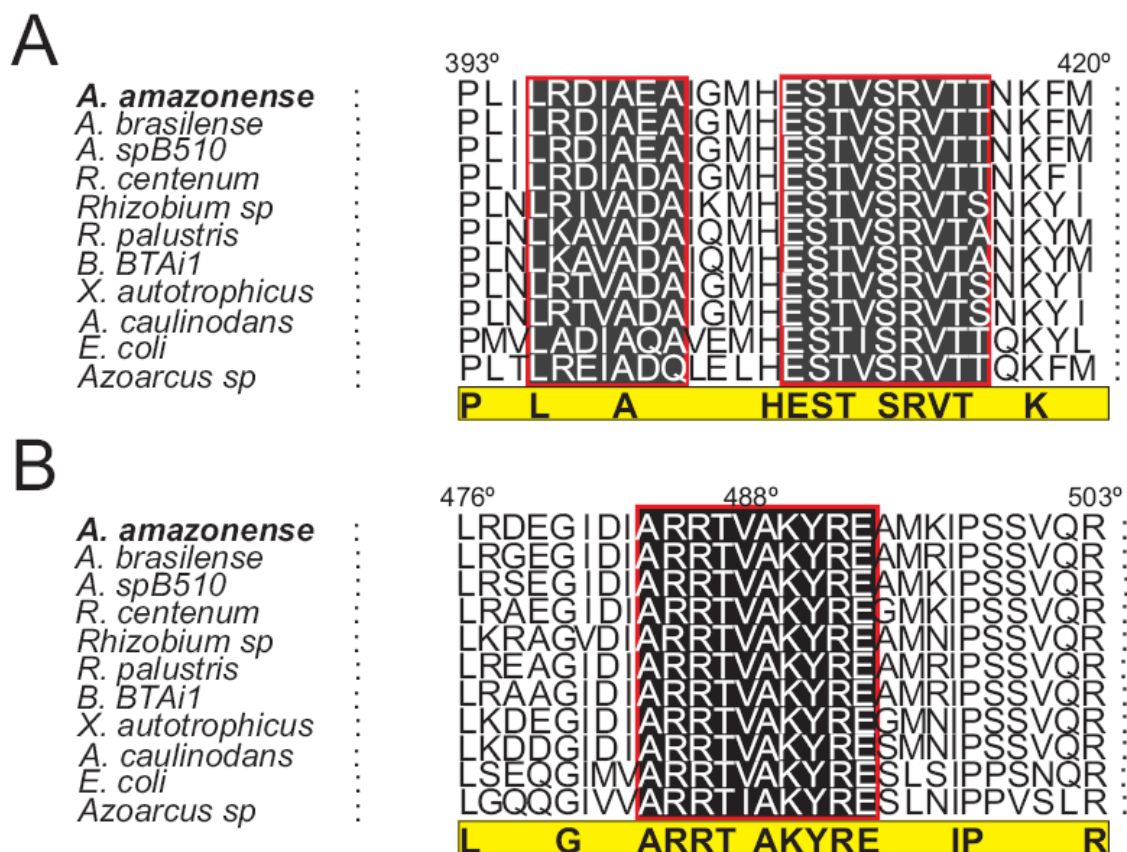 A
393º 420º
A. amazonense : PLILRDIAEAIGMHESTVSRVTTNKFM :
A. brasilense : PLILRDIAEAIGMHESTVSRVTTNKFM :
A. spB510 : PLILRDIAEAIGMHESTVSRVTTNKFM :
R. centenum : PLILRDIADAIGMHESTVSRVTTNKFI :
Rhizobium sp : PLNLRIVADAIKMHESTVSRVTSNKYI :
R. palustris : PLNLKAVADAIQMHESTVSRVTANKYM :
B. BTAi1 : PLNLKAVADAIQMHESTVSRVTANKYM :
X. autotrophicus : PLNLRTVADAIGMHESTVSRVTSNKYI :
A. caulinodans : PLNLRTVADAIGMHESTVSRVTSNKYI :
E. coli : PMVLADIAQAVEMHESTISRVTTQKYL :
Azoarcus sp : PLTLREIADQLELHESTVSRVTTQKFM :
P L A HEST SRVT K
B
476º 488º 503º
A. amazonense : LRDEGIDIARRTVAKYREAMKIPSSVQR :
A. brasilense : LRGEGIDIARRTVAKYREAMRIPSSVQR :
A. spB510 : LRSEGIDIARRTVAKYREAMKIPSSVQR :
R. centenum : LRAEGIDIARRTVAKYREGMKIPSSVQR :
Rhizobium sp : LKRAGVDIARRTVAKYREAMNIPSSVQR :
R. palustris : LREAGIDIARRTVAKYREAMRIPSSVQR :
B. BTAi1 : LRAAGIDIARRTVAKYREAMRIPSSVQR :
X. autotrophicus : LKDEGIDIARRTVAKYREGMNIPSSVQR :
A. caulinodans : LKDDGIDIARRTVAKYRESMNIPSSVQR :
E. coli : LSEQGIMVARRTVAKYRESLSIPPSNQR :
Azoarcus sp : LGQQGIVVARRTIAKYRESLNIPPVSLR :
L G ARRT AKYRE IP R